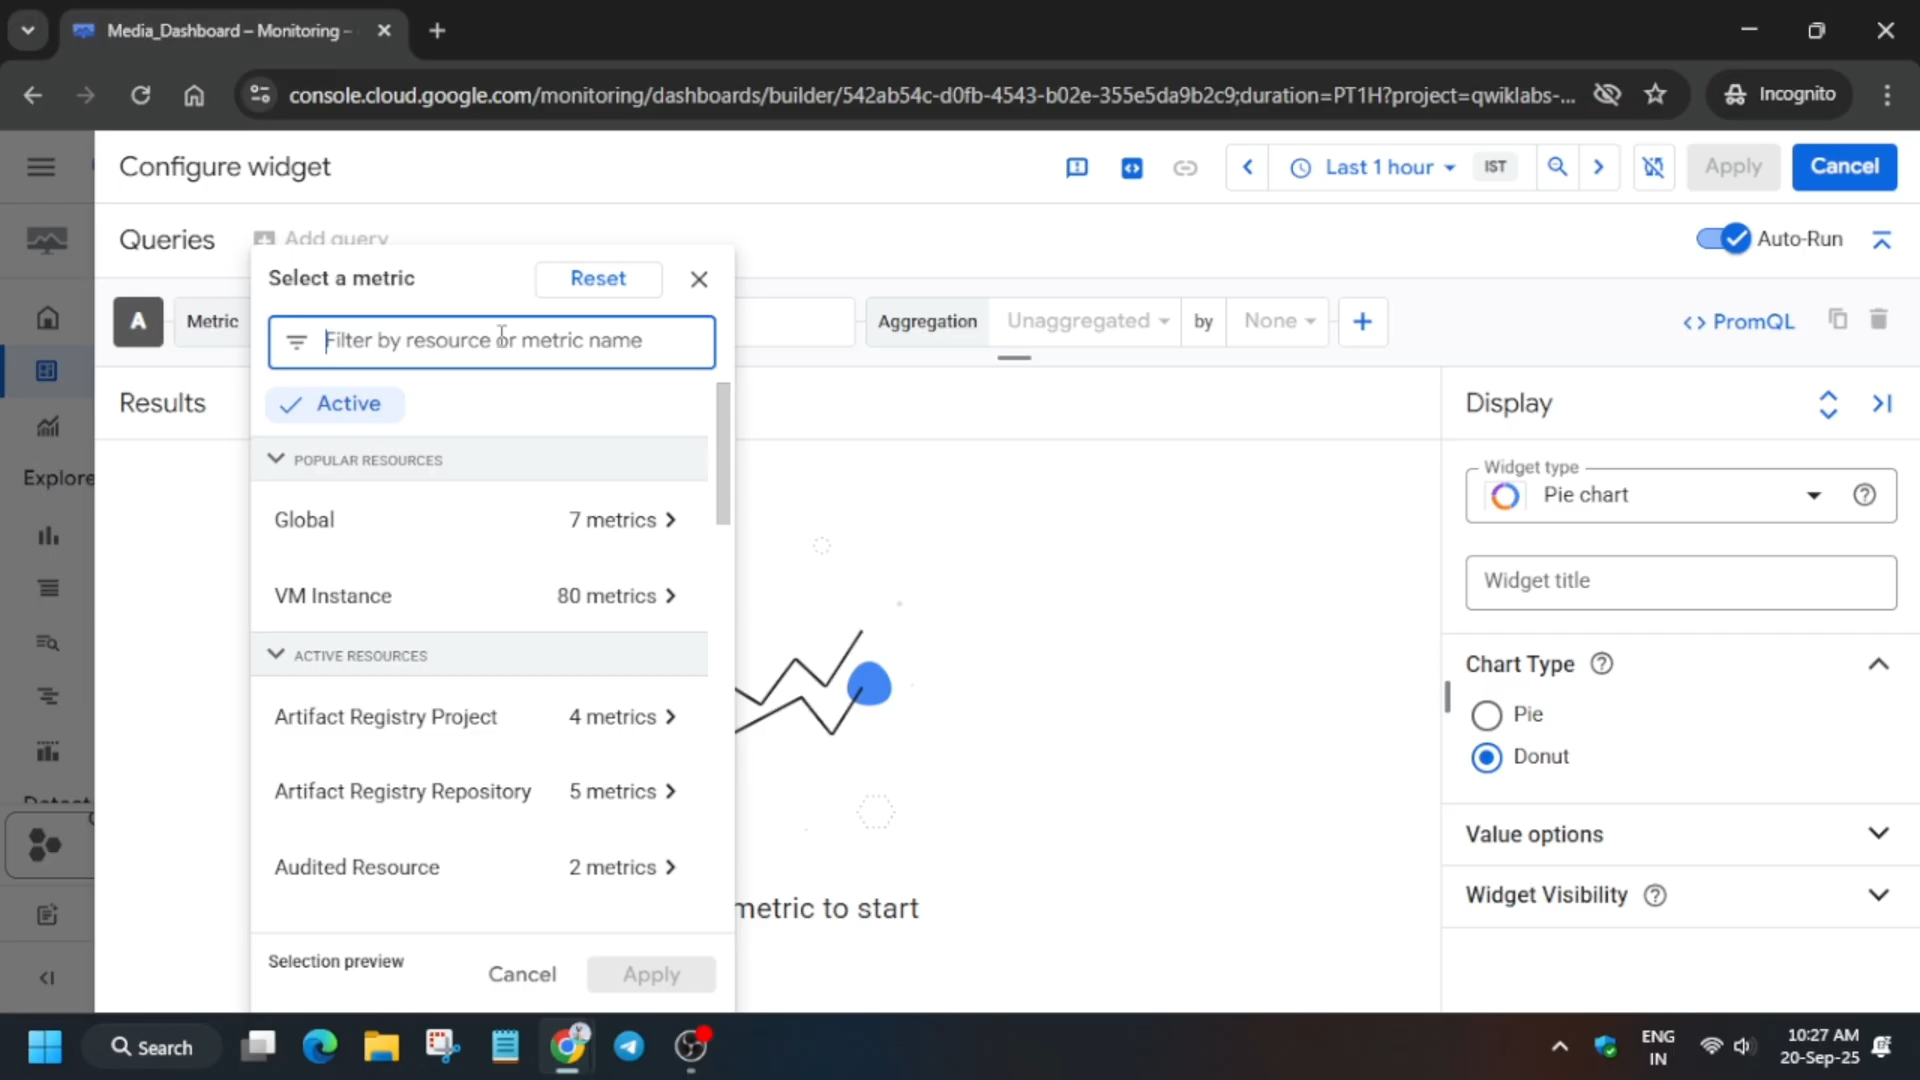 Media_Dashboard – Monitoring –
console.cloud.google.com/monitoring/dashboards/builder/542ab54c-d0fb-4543-b02e-355e5da9b2c9;duration=PT1H?project=qwiklabs-...
Incognito
Configure widget
Last 1 hour
IST
Apply
Cancel
Queries
Add query
Auto-Run
Select a metric
Reset
A
Metric
Aggregation
Unaggregated
by
None
<> PromQL
Filter by resource or metric name
Results
Active
Display
POPULAR RESOURCES
Widget type
Pie chart
Explore
Global
7 metrics
VM Instance
80 metrics
Widget title
ACTIVE RESOURCES
Chart Type
Artifact Registry Project
4 metrics
Pie
Donut
Artifact Registry Repository
5 metrics
Value options
Audited Resource
2 metrics
Widget Visibility
metric to start
Selection preview
Cancel
Apply
Search
ENG
IN
10:27 AM
20-Sep-25